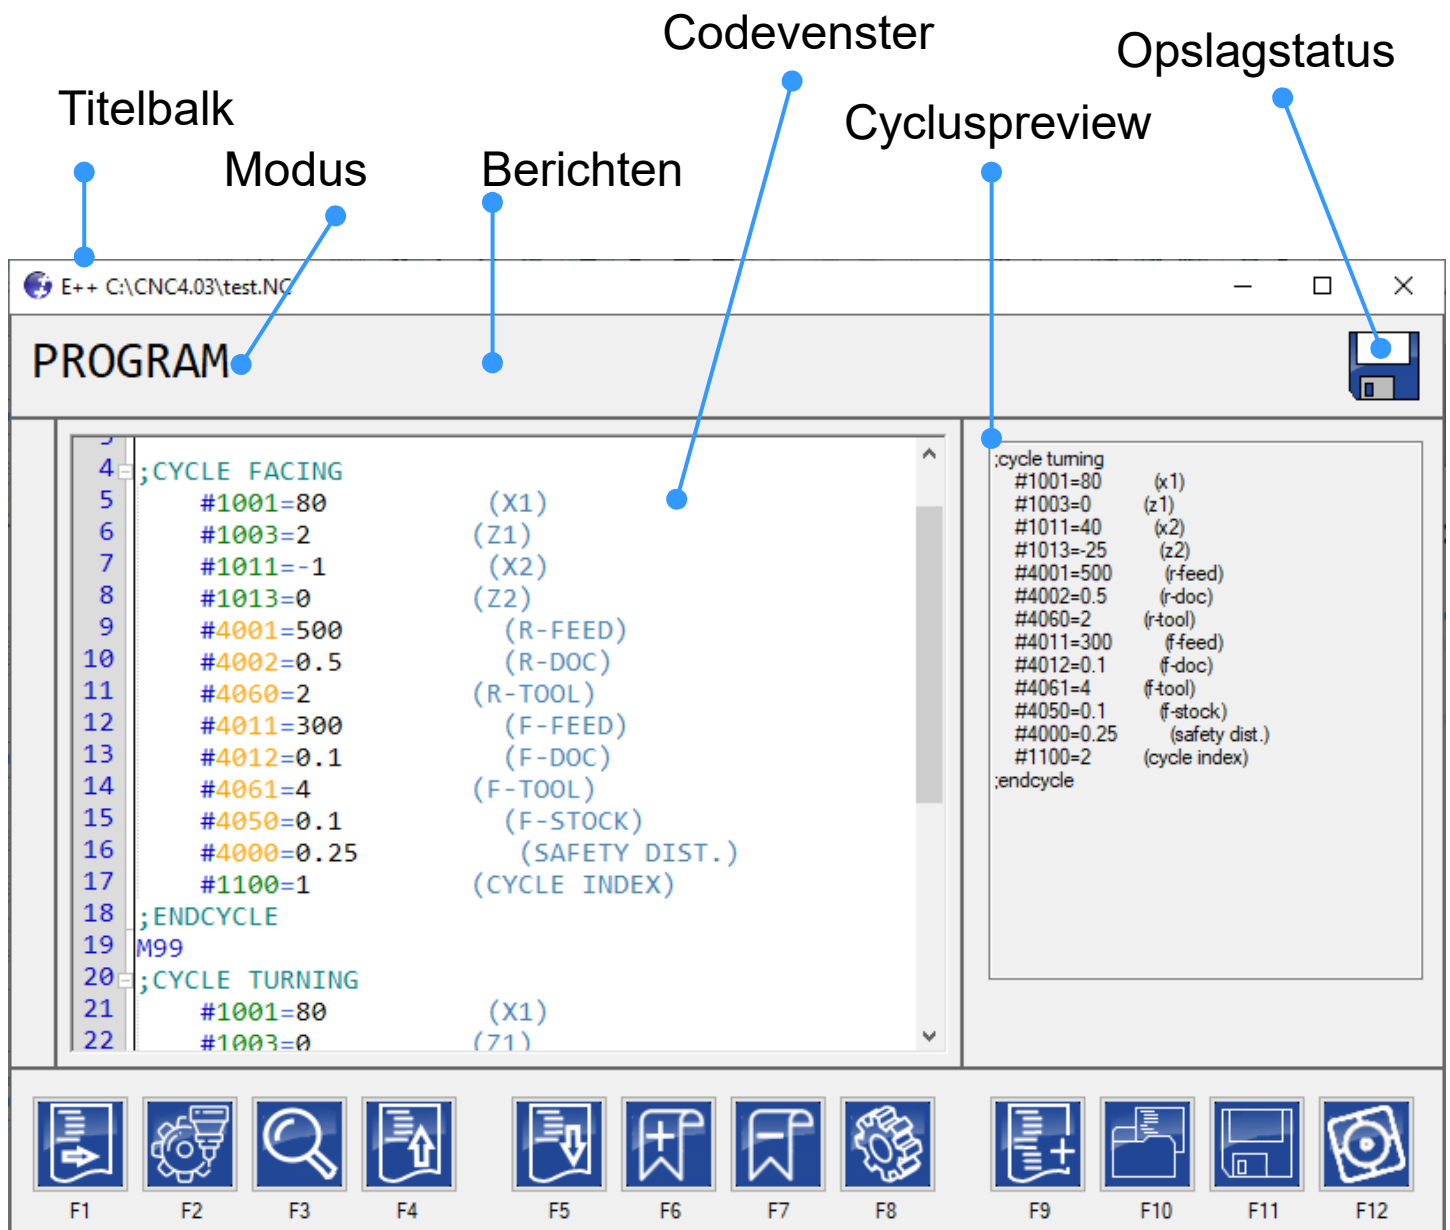 Codevenster
Opslagstatus
Titelbalk
Cycluspreview
Modus
Berichten
E++ C:\CNC4.03\test.NC
PROGRAM
3
4 ;CYCLE FACING
5 #1001=80 (X1)
6 #1003=2 (Z1)
7 #1011=-1 (X2)
8 #1013=0 (Z2)
9 #4001=500 (R-FEED)
10 #4002=0.5 (R-DOC)
11 #4060=2 (R-TOOL)
12 #4011=300 (F-FEED)
13 #4012=0.1 (F-DOC)
14 #4061=4 (F-TOOL)
15 #4050=0.1 (F-STOCK)
16 #4000=0.25 (SAFETY DIST.)
17 #1100=1 (CYCLE INDEX)
18 ;ENDCYCLE
19 M99
20 ;CYCLE TURNING
21 #1001=80 (X1)
22 #1003=0 (Z1)
;cycle turning
#1001=80 (x1)
#1003=0 (z1)
#1011=40 (x2)
#1013=-25 (z2)
#4001=500 (r-feed)
#4002=0.5 (r-doc)
#4060=2 (r-tool)
#4011=300 (f-feed)
#4012=0.1 (f-doc)
#4061=4 (f-tool)
#4050=0.1 (f-stock)
#4000=0.25 (safety dist.)
#1100=2 (cycle index)
;endcycle
F1 F2 F3 F4 F5 F6 F7 F8 F9 F10 F11 F12